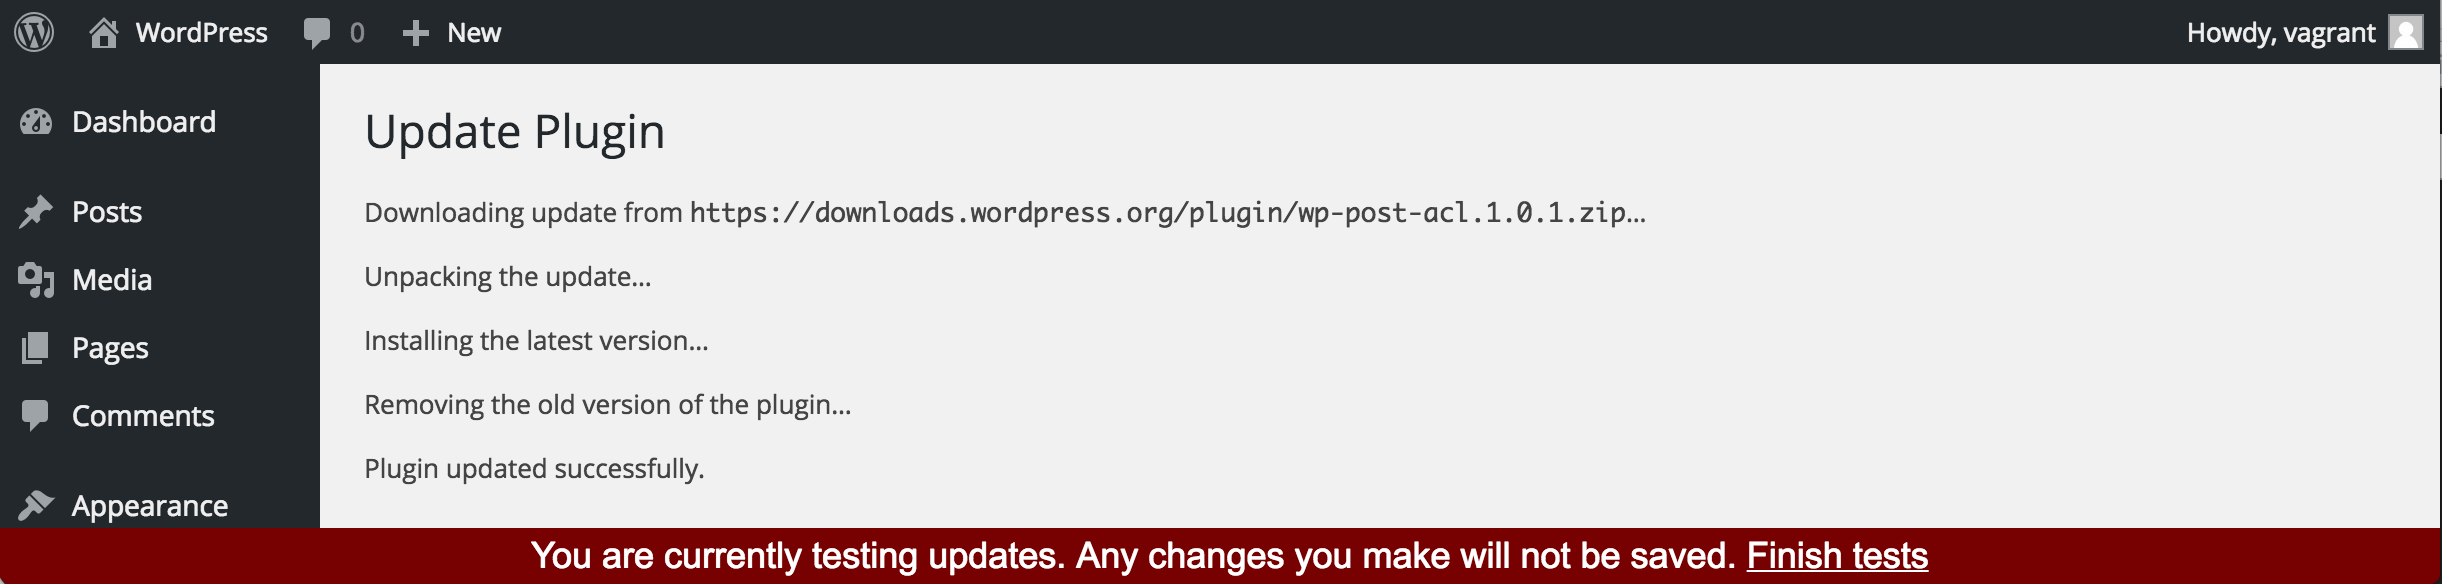 WordPress 0 New Howdy, vagrant
Dashboard
Posts
Media
Pages
Comments
Appearance
Update Plugin
Downloading update from https://downloads.wordpress.org/plugin/wp-post-acl.1.0.1.zip…
Unpacking the update…
Installing the latest version…
Removing the old version of the plugin…
Plugin updated successfully.
You are currently testing updates. Any changes you make will not be saved. Finish tests